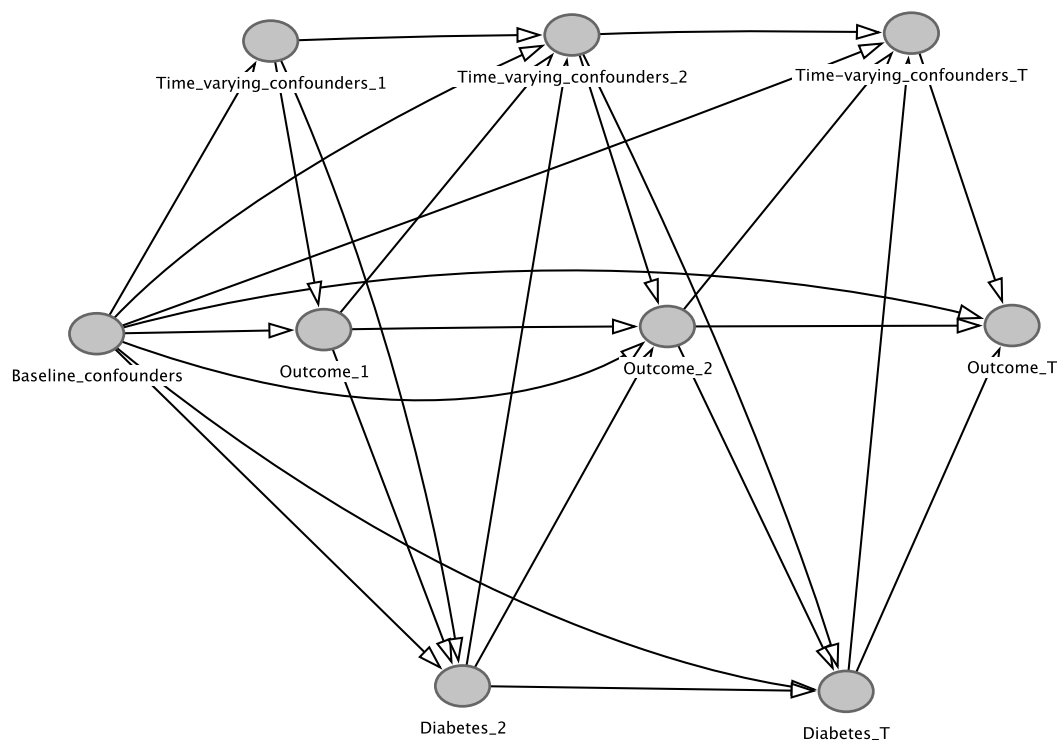 Time_varying_confounders_1
Time_varying_confounders_2
Time-varying_confounders_T
Baseline_confounders
Outcome_1
Outcome_2
Outcome_T
Diabetes_2
Diabetes_T